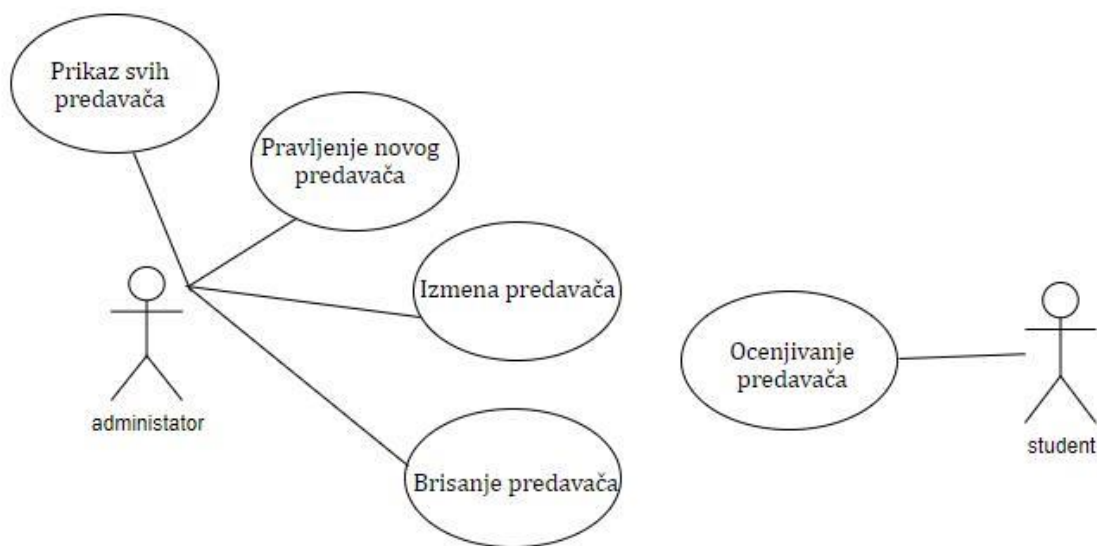 Prikaz svih
predavača
Pravljenje novog
predavača
Izmena predavača
Ocenjivanje
predavača
administator
student
Brisanje predavača